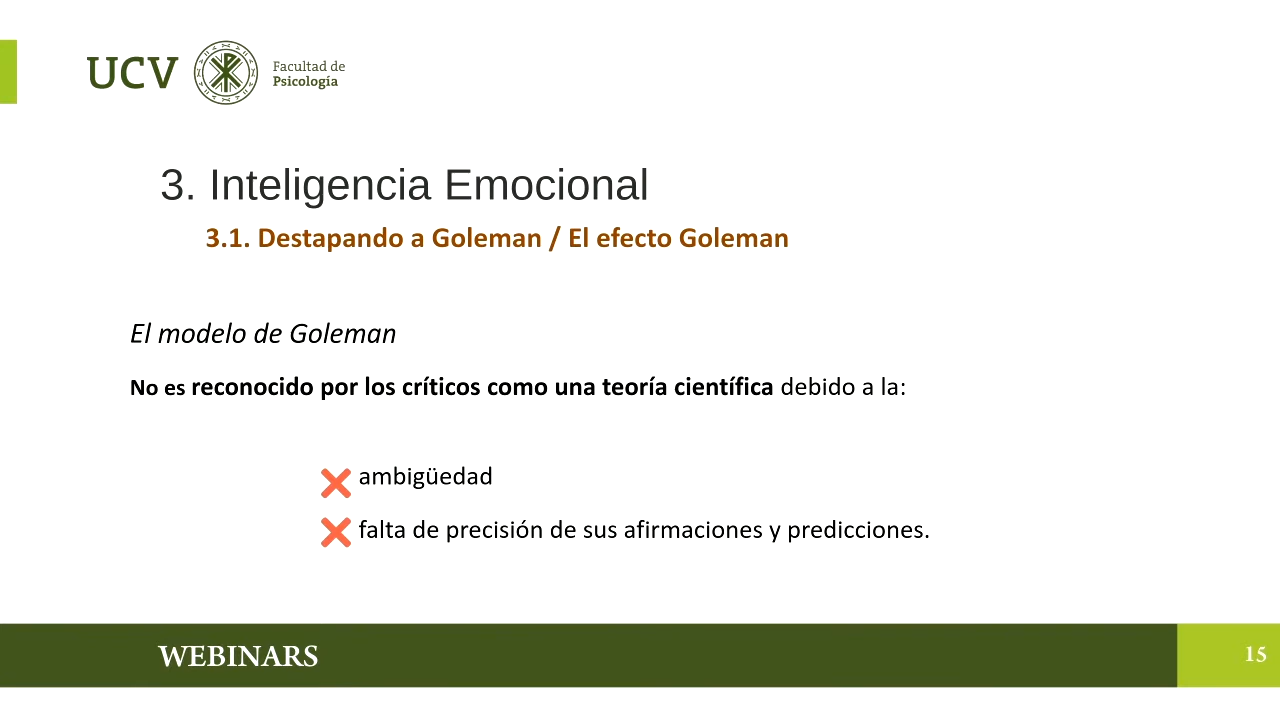 UCV
Facultad de
Psicología
3. Inteligencia Emocional
3.1. Destapando a Goleman / El efecto Goleman
El modelo de Goleman
No es reconocido por los críticos como una teoría científica debido a la:
ambigüedad
falta de precisión de sus afirmaciones y predicciones.
WEBINARS
15